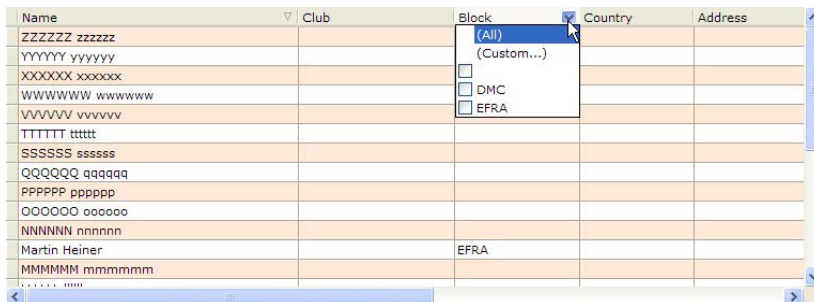 Name Club Block Country Address
ZZZZZZ zzzzzz (All)
YYYYYY yyyyyy (Custom...)
XXXXXX xxxxxx
WWWWWW wwwwww DMC
VVVVVV vvvvvv EFRA
TTTTTT tttttt
SSSSSS ssssss
QQQQQQ qqqqqq
PPPPPP pppppp
OOOOOO oooooo
NNNNNN nnnnnn
Martin Heiner EFRA
MMMMMM mmmmmm